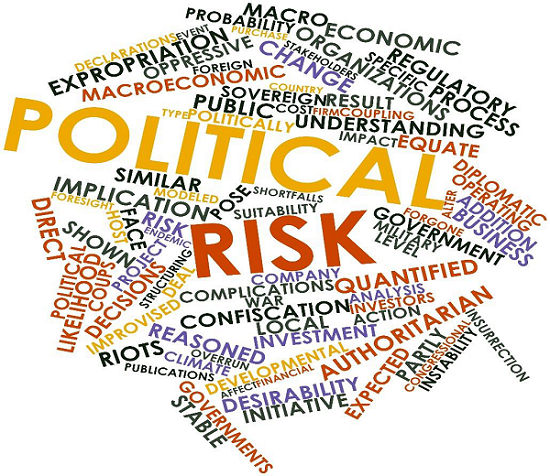 MACRO
PROBABILITY
ECONOMIC
DECLARATIONS
EVENT
PURCHASE
ORGANIZATIONS
REGULATORY
EXPROPRIATION
OPPRESSIVE
STAKEHOLDERS
CHANGE
SPECIFIC
PROCESS
FOREIGN
MACROECONOMIC
COUNTRY
SOVEREIGN
RESULT
PUBLIC
COST
FIRM
COUPLING
TYPE
POLITICALLY
UNDERSTANDING
IMPACT
EQUATE
POLITICAL
SIMILAR
DIPLOMATIC
OPERATING
IMPLICATION
MODELED
POSE
SHORTFALLS
ALTER
ADDITION
BUSINESS
FORESIGHT
HOST
FACE
RISK
ENDEMIC
SUITABILITY
FORGONE
GOVERNMENT
MILITARY
LEVEL
DIRECT
SHOWN
PROJECT
STRUCTURING
DEAL
RISK
POLITICAL
LIKELIHOOD
COUPS
DECISIONS
COMPANY
QUANTIFIED
COMPLICATIONS
ANALYSIS
WAR
INVESTORS
IMPROVISED
CONFISCATION
ACTION
LOCAL
AUTHORITARIAN
REASONED
INVESTMENT
RIOTS
OVERRUN
CLIMATE
DEVELOPMENTAL
PUBLICATIONS
AFFECT
FINANCIAL
EXPECTED
PARTLY
CONGRESSIONAL
INSTABILITY
INSURRECTION
DESIRABILITY
INITIATIVE
GOVERNMENTS
STABLE